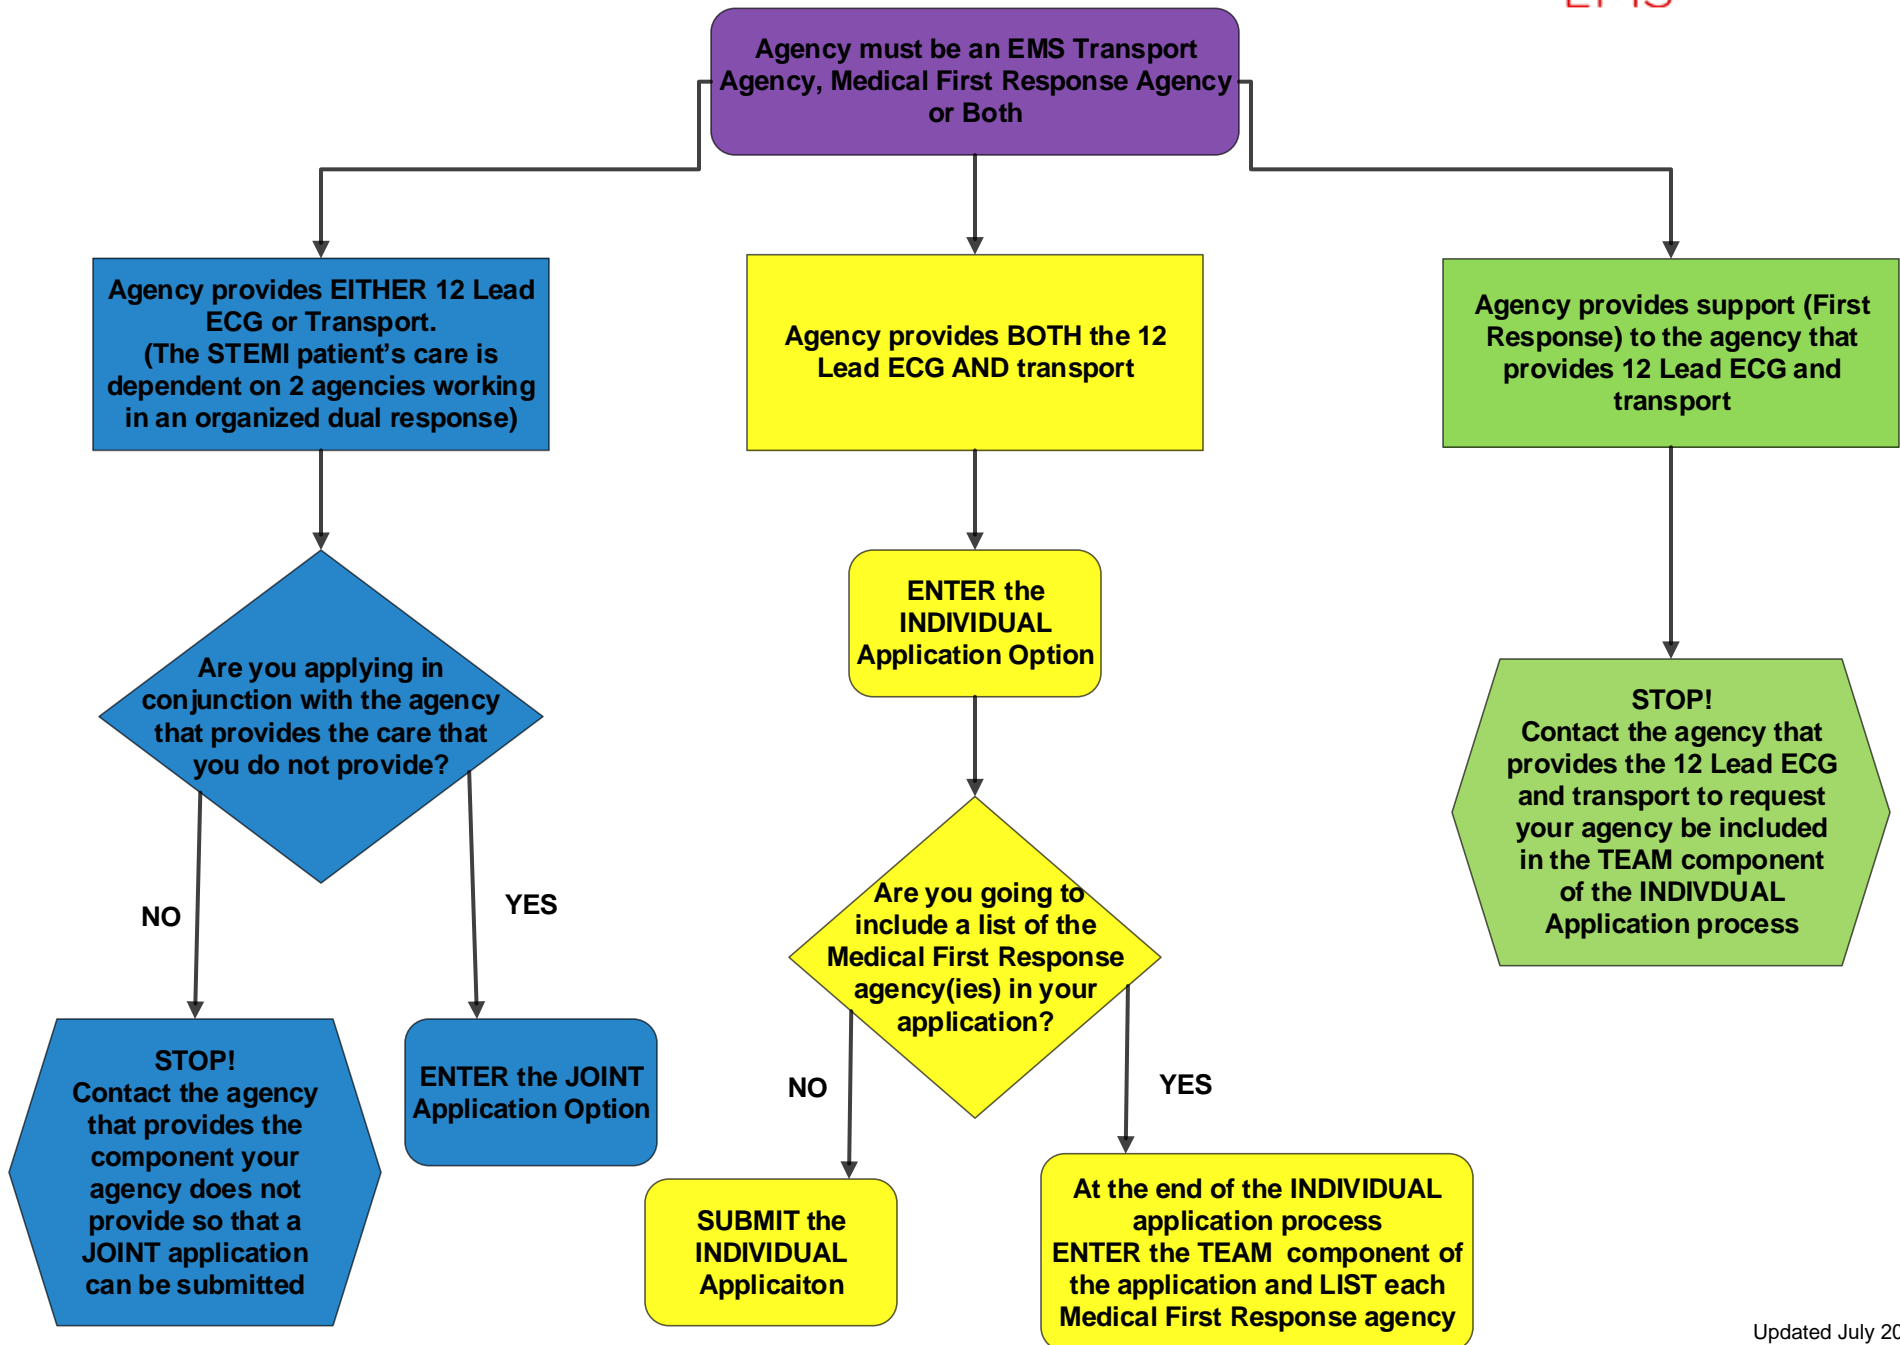 Agency must be an EMS Transport
Agency, Medical First Response Agency
or Both
Agency provides EITHER 12 Lead
ECG or Transport.
(The STEMI patient’s care is
dependent on 2 agencies working
in an organized dual response)
Agency provides BOTH the 12
Lead ECG AND transport
Agency provides support (First
Response) to the agency that
provides 12 Lead ECG and
transport
Are you applying in
conjunction with the agency
that provides the care that
you do not provide?
NO
YES
STOP!
Contact the agency
that provides the
component your
agency does not
provide so that a
JOINT application
can be submitted
ENTER the JOINT
Application Option
ENTER the
INDIVIDUAL
Application Option
Are you going to
include a list of the
Medical First Response
agency(ies) in your
application?
NO
YES
SUBMIT the
INDIVIDUAL
Applicaiton
At the end of the INDIVIDUAL
application process
ENTER the TEAM component of
the application and LIST each
Medical First Response agency
STOP!
Contact the agency that
provides the 12 Lead ECG
and transport to request
your agency be included
in the TEAM component
of the INDIVDUAL
Application process
Updated July 20